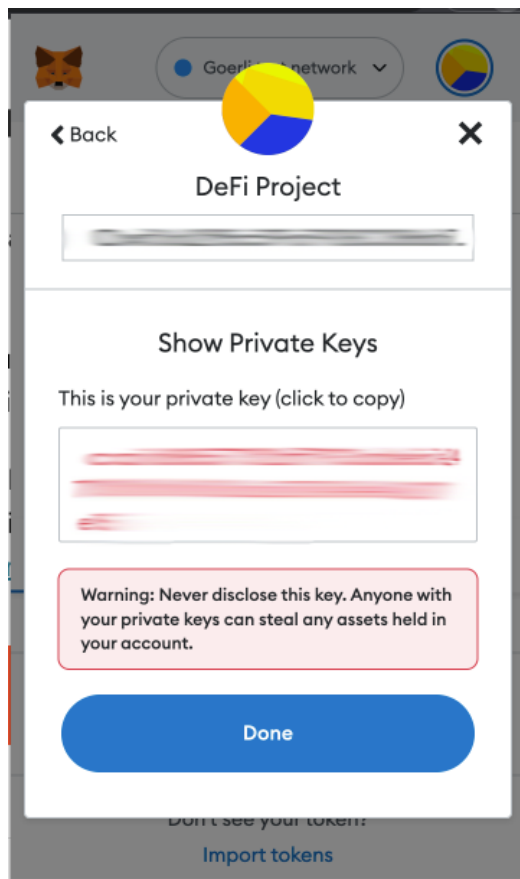 Goerli test network
Back
DeFi Project
Show Private Keys
This is your private key (click to copy)
Warning: Never disclose this key. Anyone with
your private keys can steal any assets held in
your account.
Done
Don't see your token?
Import tokens